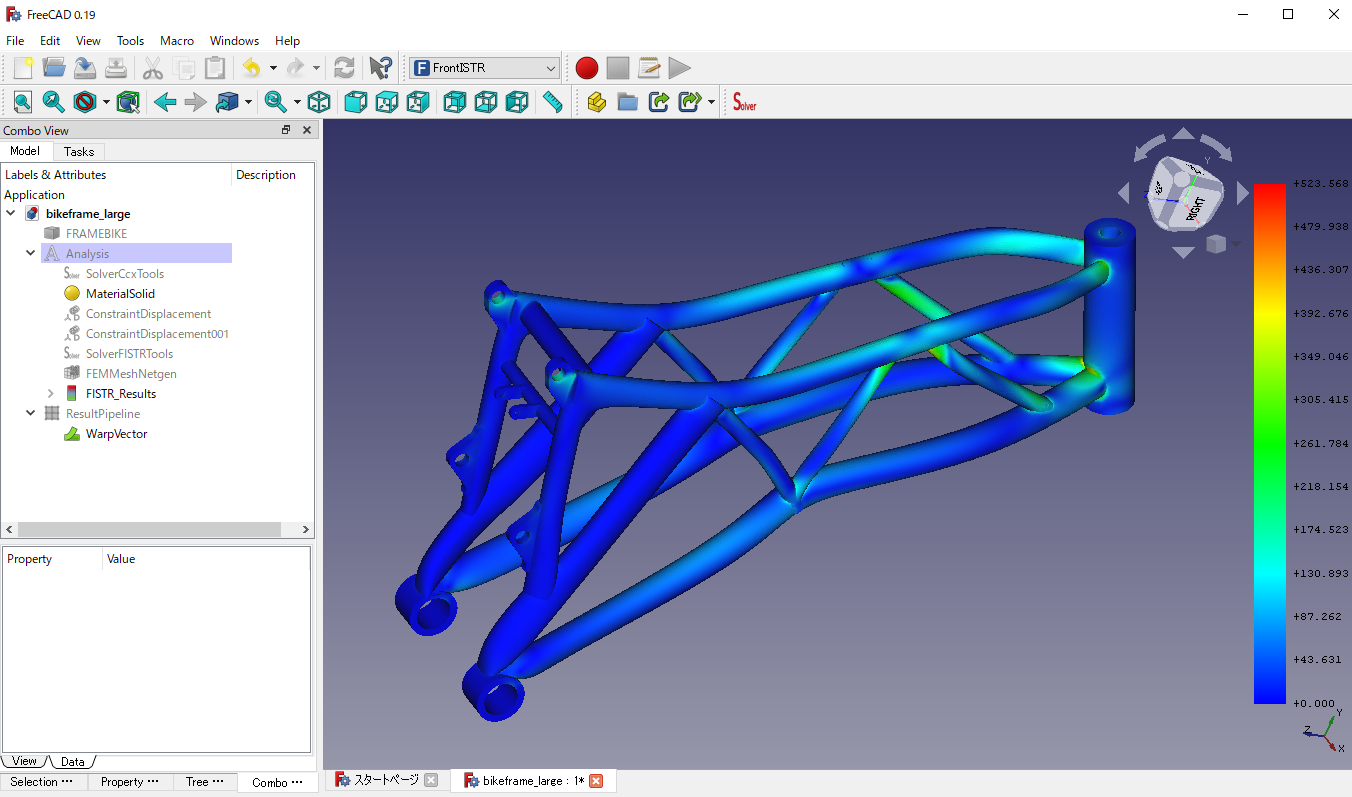 FreeCAD 0.19
File Edit View Tools Macro Windows Help
FrontISTR
Solver
Combo View
Model Tasks
Labels & Attributes Description
Application
bikeframe_large
FRAMEBIKE
Analysis
SolverCcxTools
MaterialSolid
ConstraintDisplacement
ConstraintDisplacement001
SolverFISTRTools
FEMMeshNetgen
FISTR_Results
ResultPipeline
WarpVector
Property Value
View Data
Selection ··· Property ··· Tree ··· Combo ···
Y
RIGHT
+523.568
+479.938
+436.307
+392.676
+349.046
+305.415
+261.784
+218.154
+174.523
+130.893
+87.262
+43.631
+0.000
Y
Z
X
スタートページ bikeframe_large : 1*